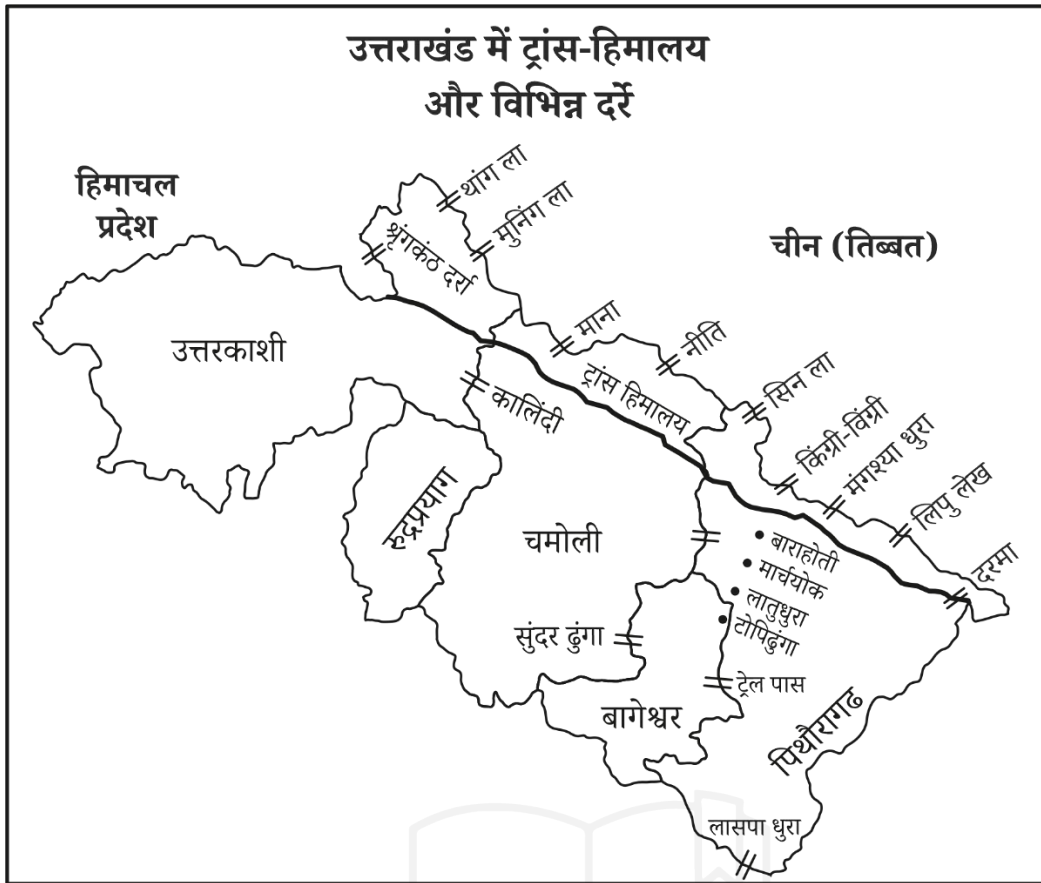 उत्तराखंड में ट्रांस-हिमालय
और विभिन्न दर्रे
हिमाचल
प्रदेश
थांग ला
मुनिंग ला
श्रृंगकंठ दर्रा
चीन (तिब्बत)
माना
नीति
उत्तरकाशी
ट्रांस हिमालय
सिन ला
कालिंदी
किंग्री-विंग्री
मंगश्या धुरा
लिपु लेख
रुद्रप्रयाग
चमोली
बाराहोती
मार्चयोक
दरमा
लातुधुरा
टोपिढुंगा
सुंदर ढुंगा
ट्रेल पास
बागेश्वर
पिथौरागढ
लासपा धुरा